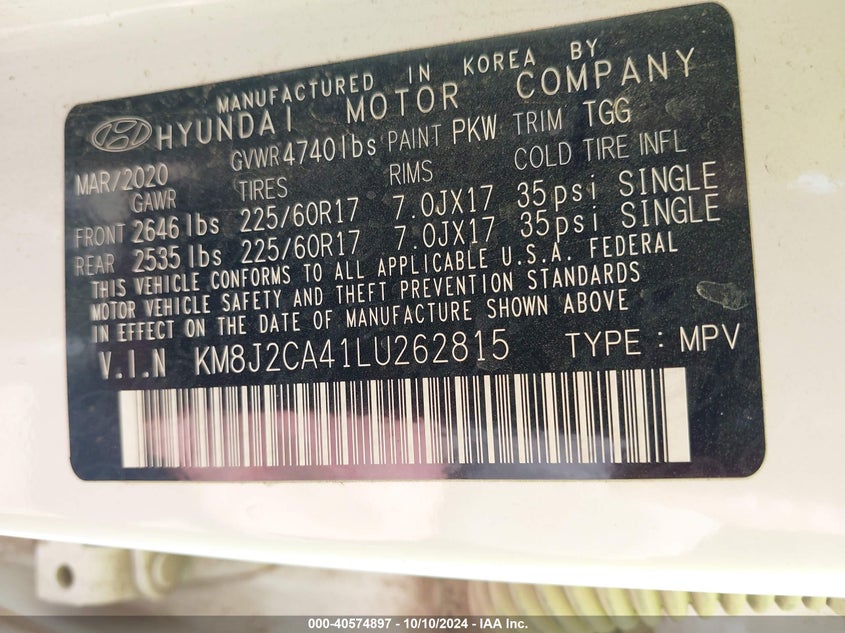 MANUFACTURED IN KOREA BY
HYUNDAI MOTOR COMPANY
MAR/2020 GVWR 4740lbs PAINT PKW TRIM TGG
GAWR TIRES RIMS COLD TIRE INFL
FRONT 2646 lbs 225/60R17 7.0JX17 35psi SINGLE
REAR 2535 lbs 225/60R17 7.0JX17 35psi SINGLE
THIS VEHICLE CONFORMS TO ALL APPLICABLE U.S.A. FEDERAL
MOTOR VEHICLE SAFETY AND THEFT PREVENTION STANDARDS
IN EFFECT ON THE DATE OF MANUFACTURE SHOWN ABOVE
V.I.N KM8J2CA41LU262815 TYPE : MPV
000-40574897 - 10/10/2024 - IAA Inc.